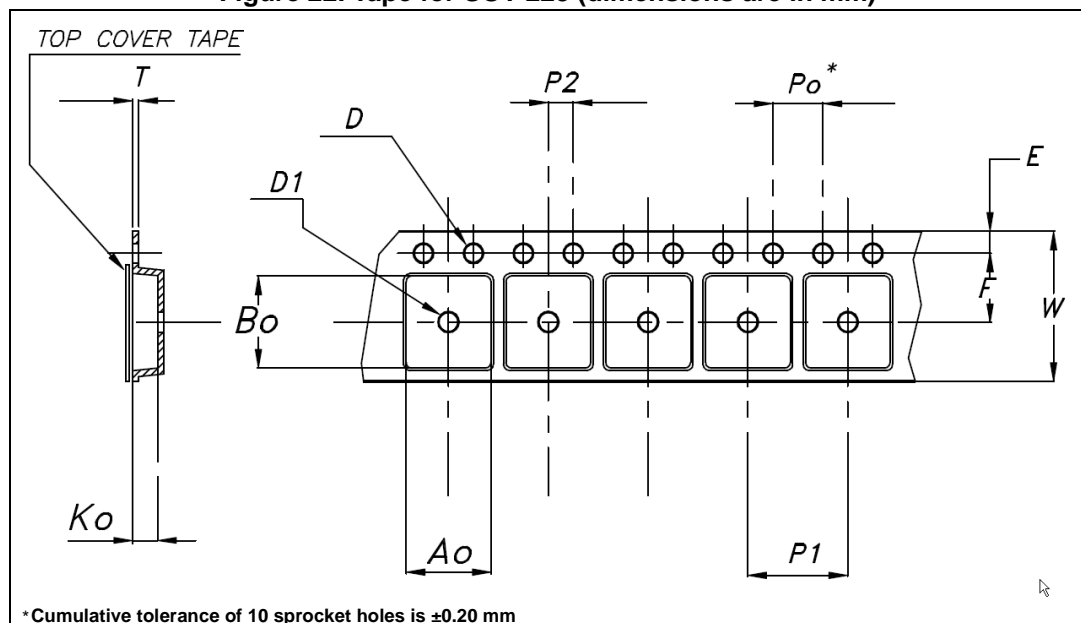 Figure 22. Tape for SOT-223 (dimensions are in mm)
TOP COVER TAPE
T
P2
Po*
D
E
D1
F
W
Bo
Ko
Ao
P1
*Cumulative tolerance of 10 sprocket holes is ±0.20 mm